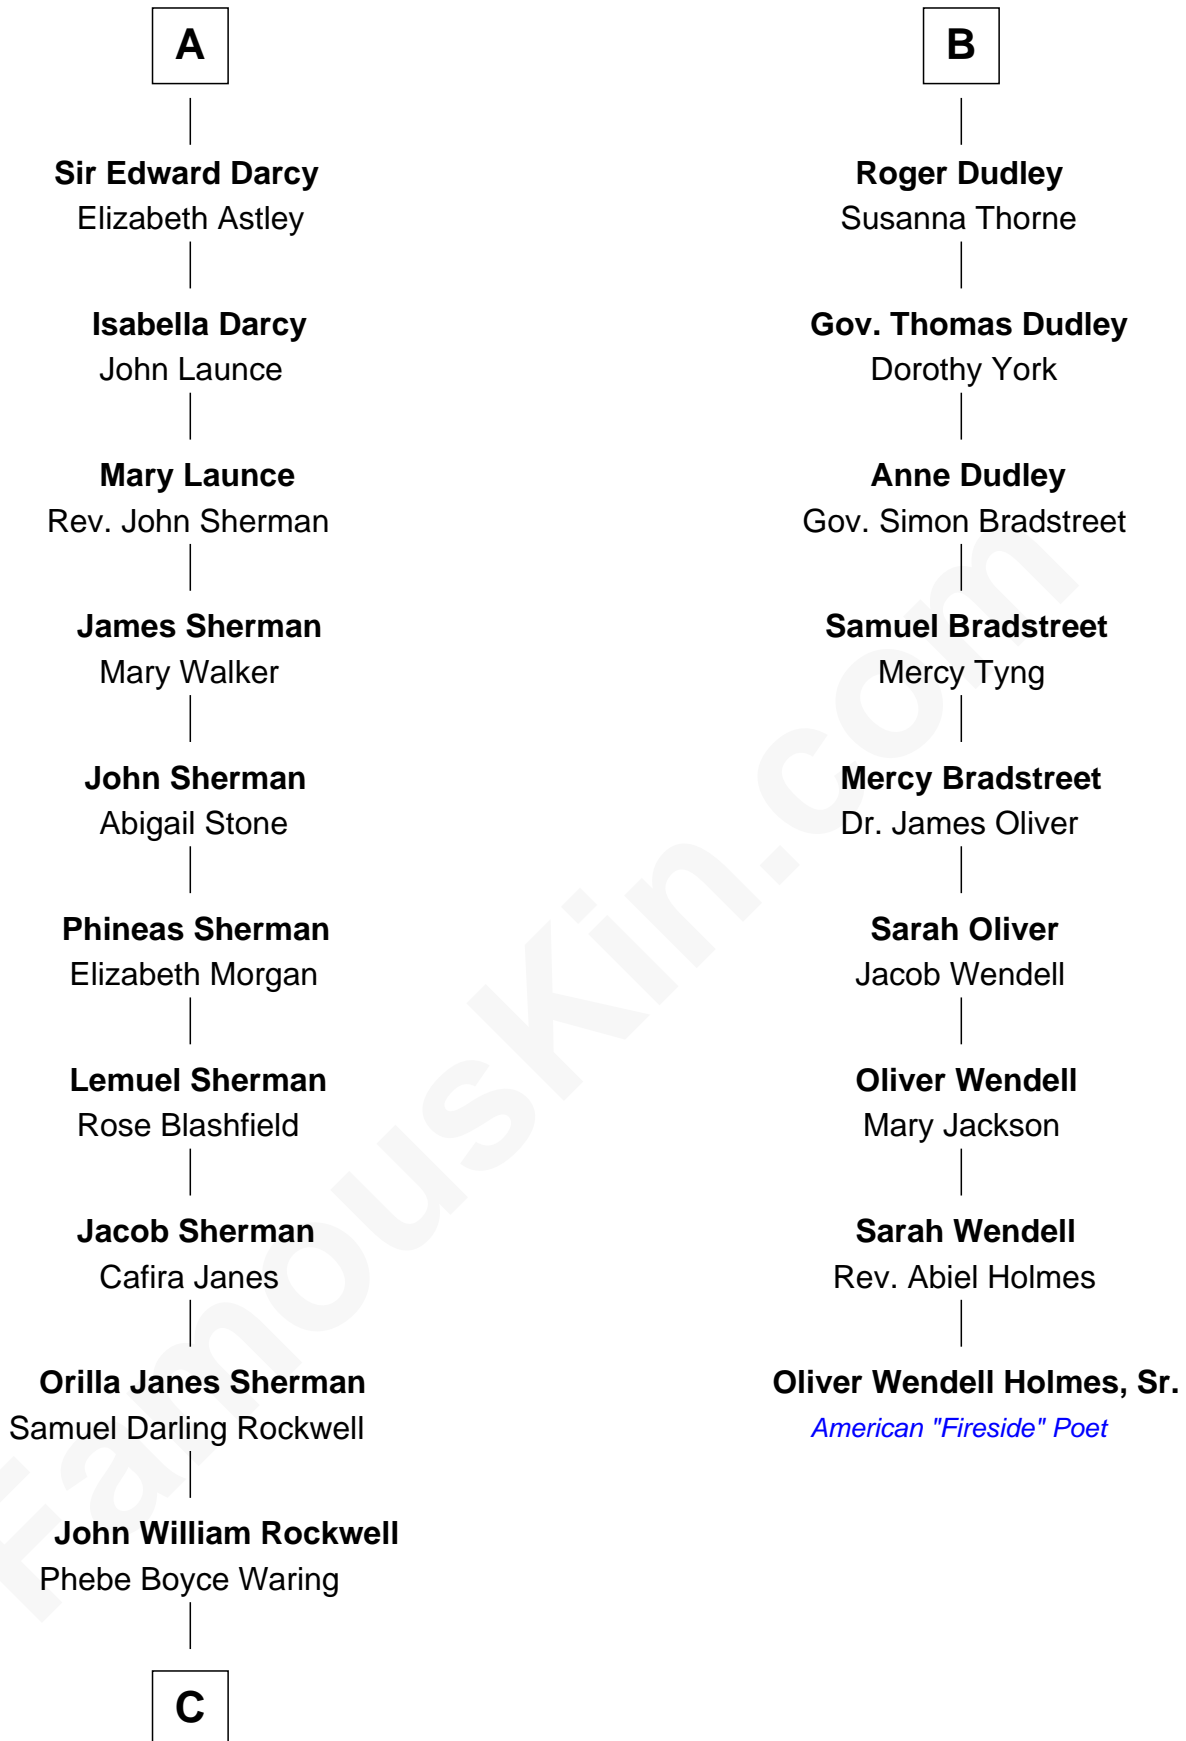 A
Sir Edward Darcy
Elizabeth Astley
Isabella Darcy
John Launce
Mary Launce
Rev. John Sherman
James Sherman
Mary Walker
John Sherman
Abigail Stone
Phineas Sherman
Elizabeth Morgan
Lemuel Sherman
Rose Blashfield
Jacob Sherman
Cafira Janes
Orilla Janes Sherman
Samuel Darling Rockwell
John William Rockwell
Phebe Boyce Waring
C
B
Roger Dudley
Susanna Thorne
Gov. Thomas Dudley
Dorothy York
Anne Dudley
Gov. Simon Bradstreet
Samuel Bradstreet
Mercy Tyng
Mercy Bradstreet
Dr. James Oliver
Sarah Oliver
Jacob Wendell
Oliver Wendell
Mary Jackson
Sarah Wendell
Rev. Abiel Holmes
Oliver Wendell Holmes, Sr.
American "Fireside" Poet
FamousKin.com